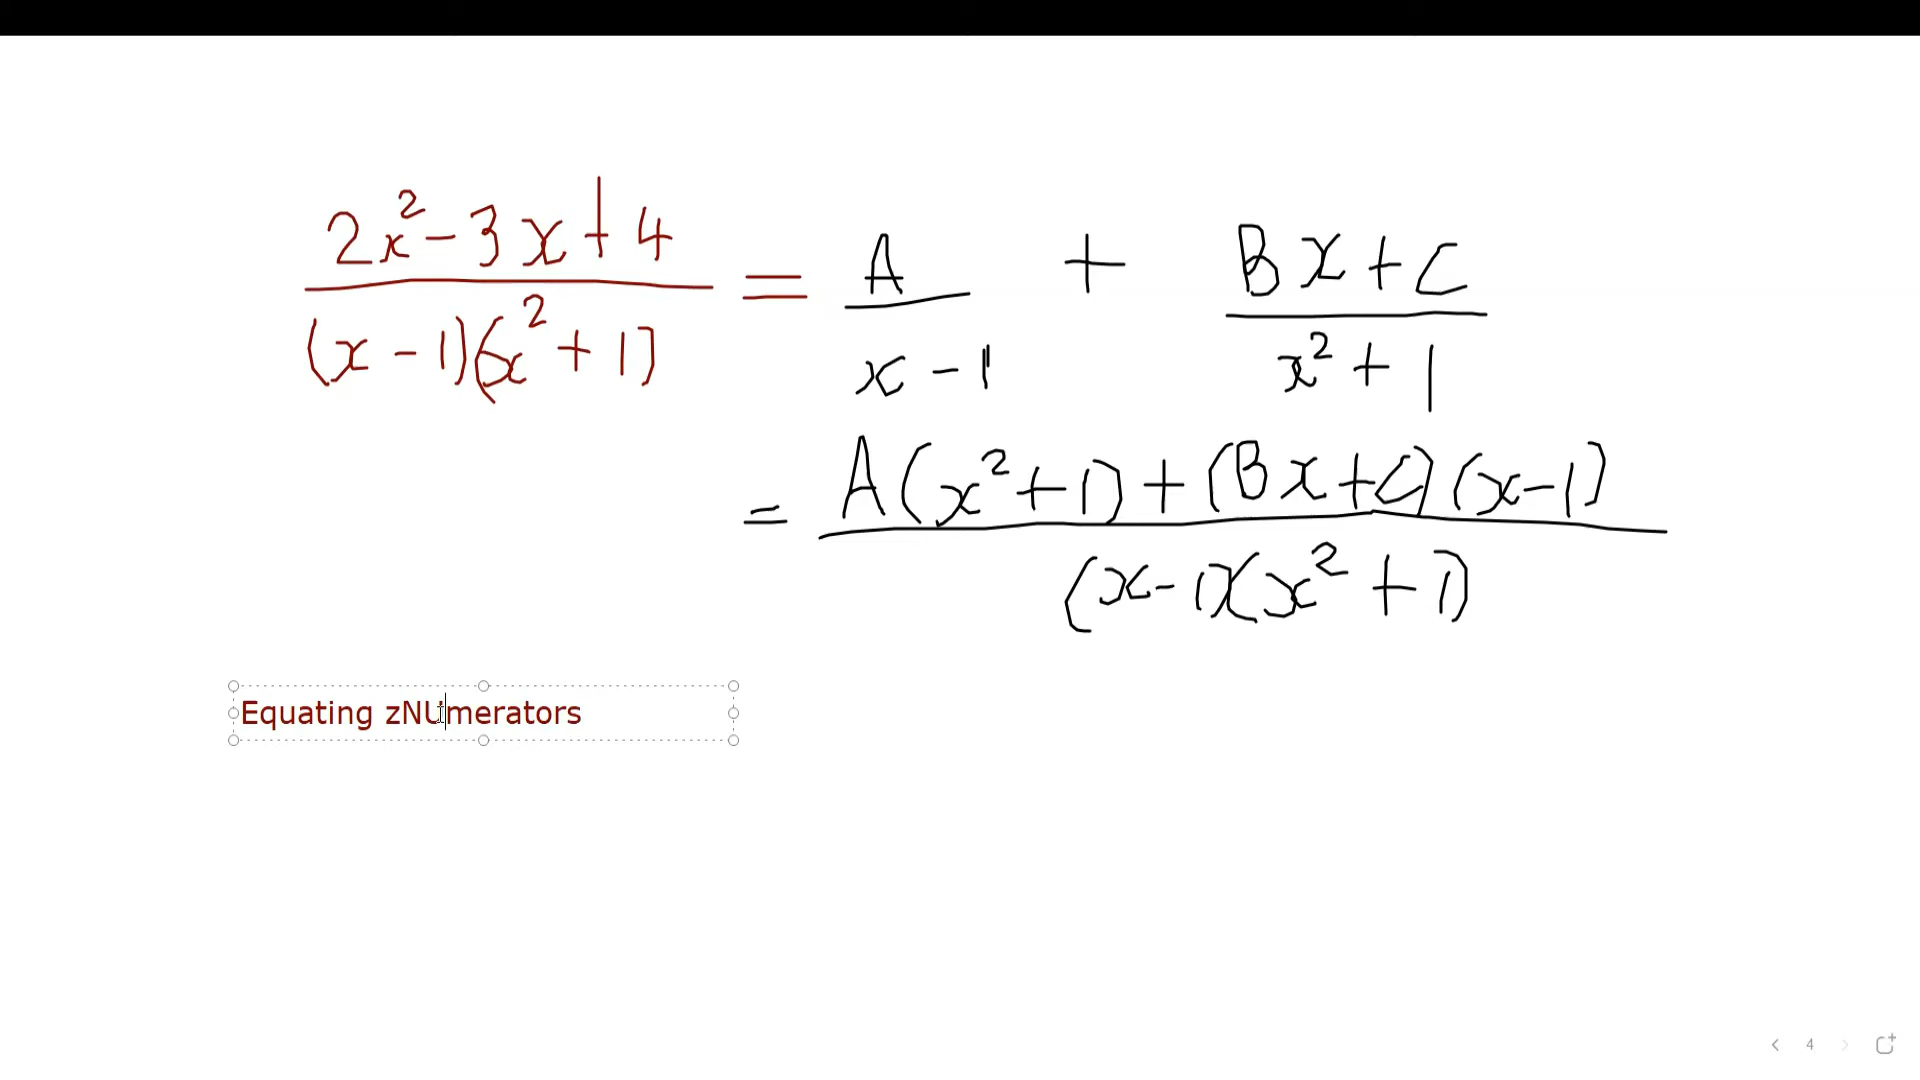 2x² - 3x + 4 / (x - 1)(x² + 1) = A / x - 1 + Bx + C / x² + 1
= A(x² + 1) + (Bx + C)(x - 1) / (x - 1)(x² + 1)
Equating zNUmerators
4